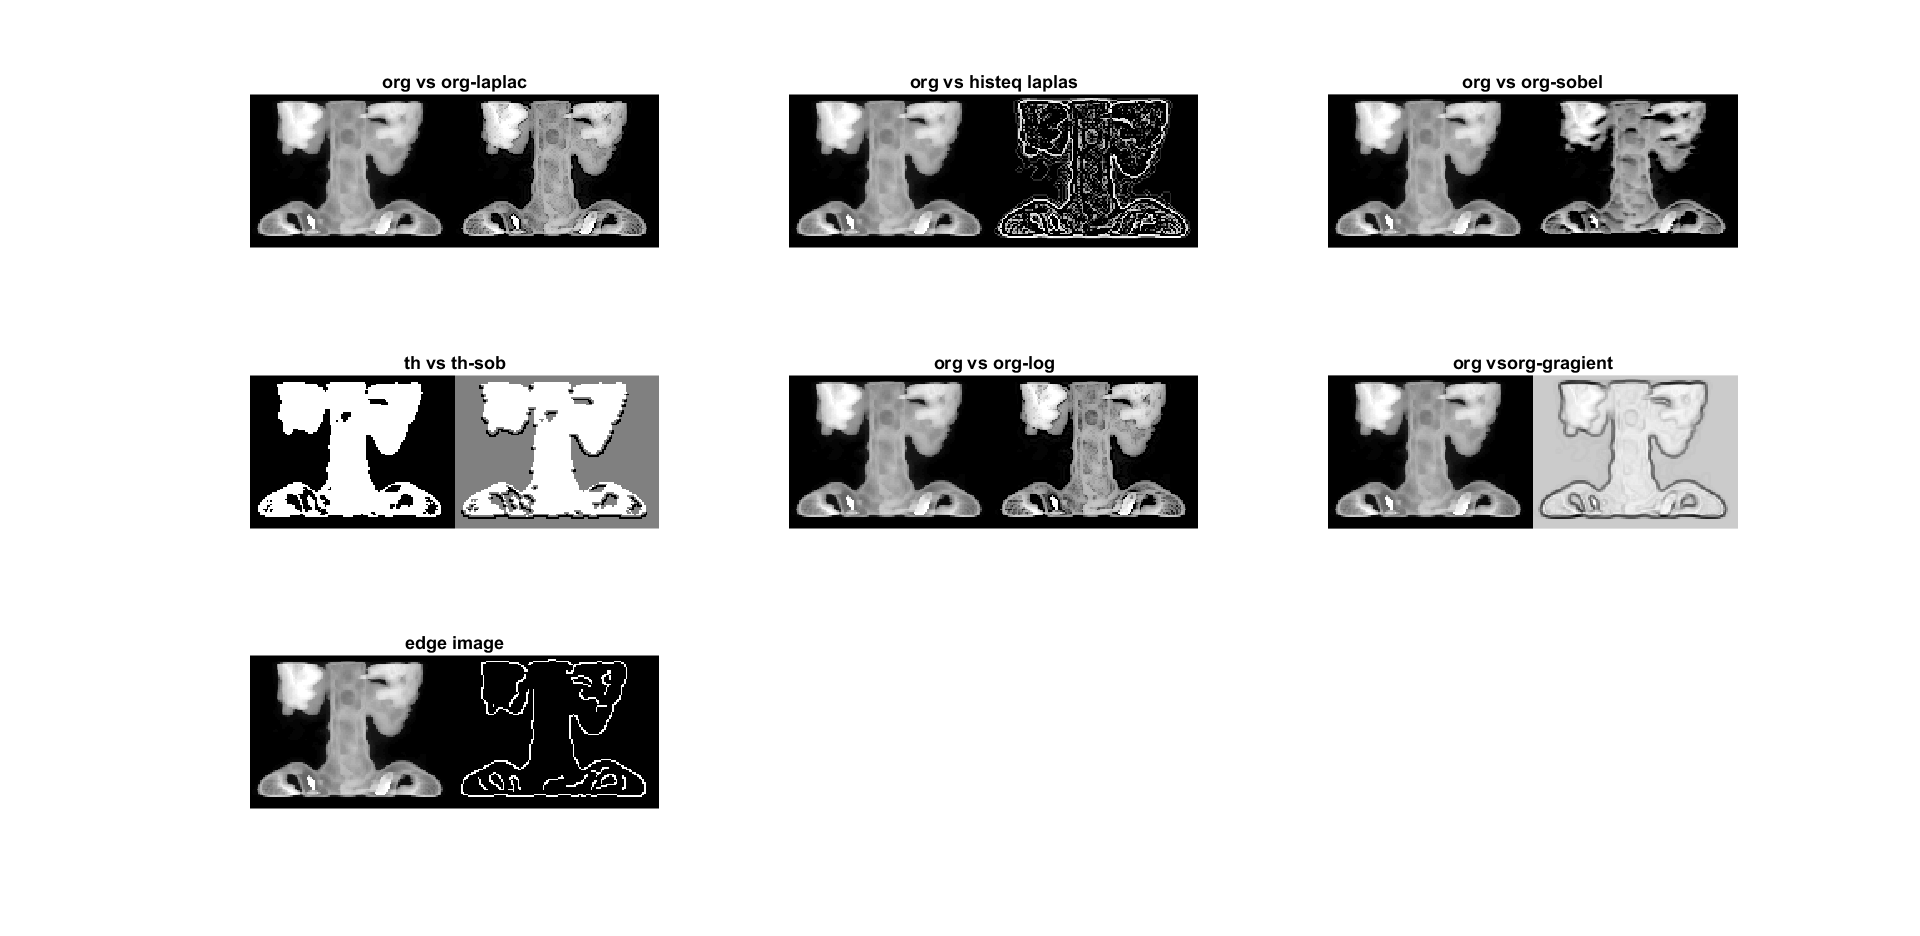 org vs org-laplac
org vs histeq laplas
org vs org-sobel
th vs th-sob
org vs org-log
org vsorg-gragient
edge image